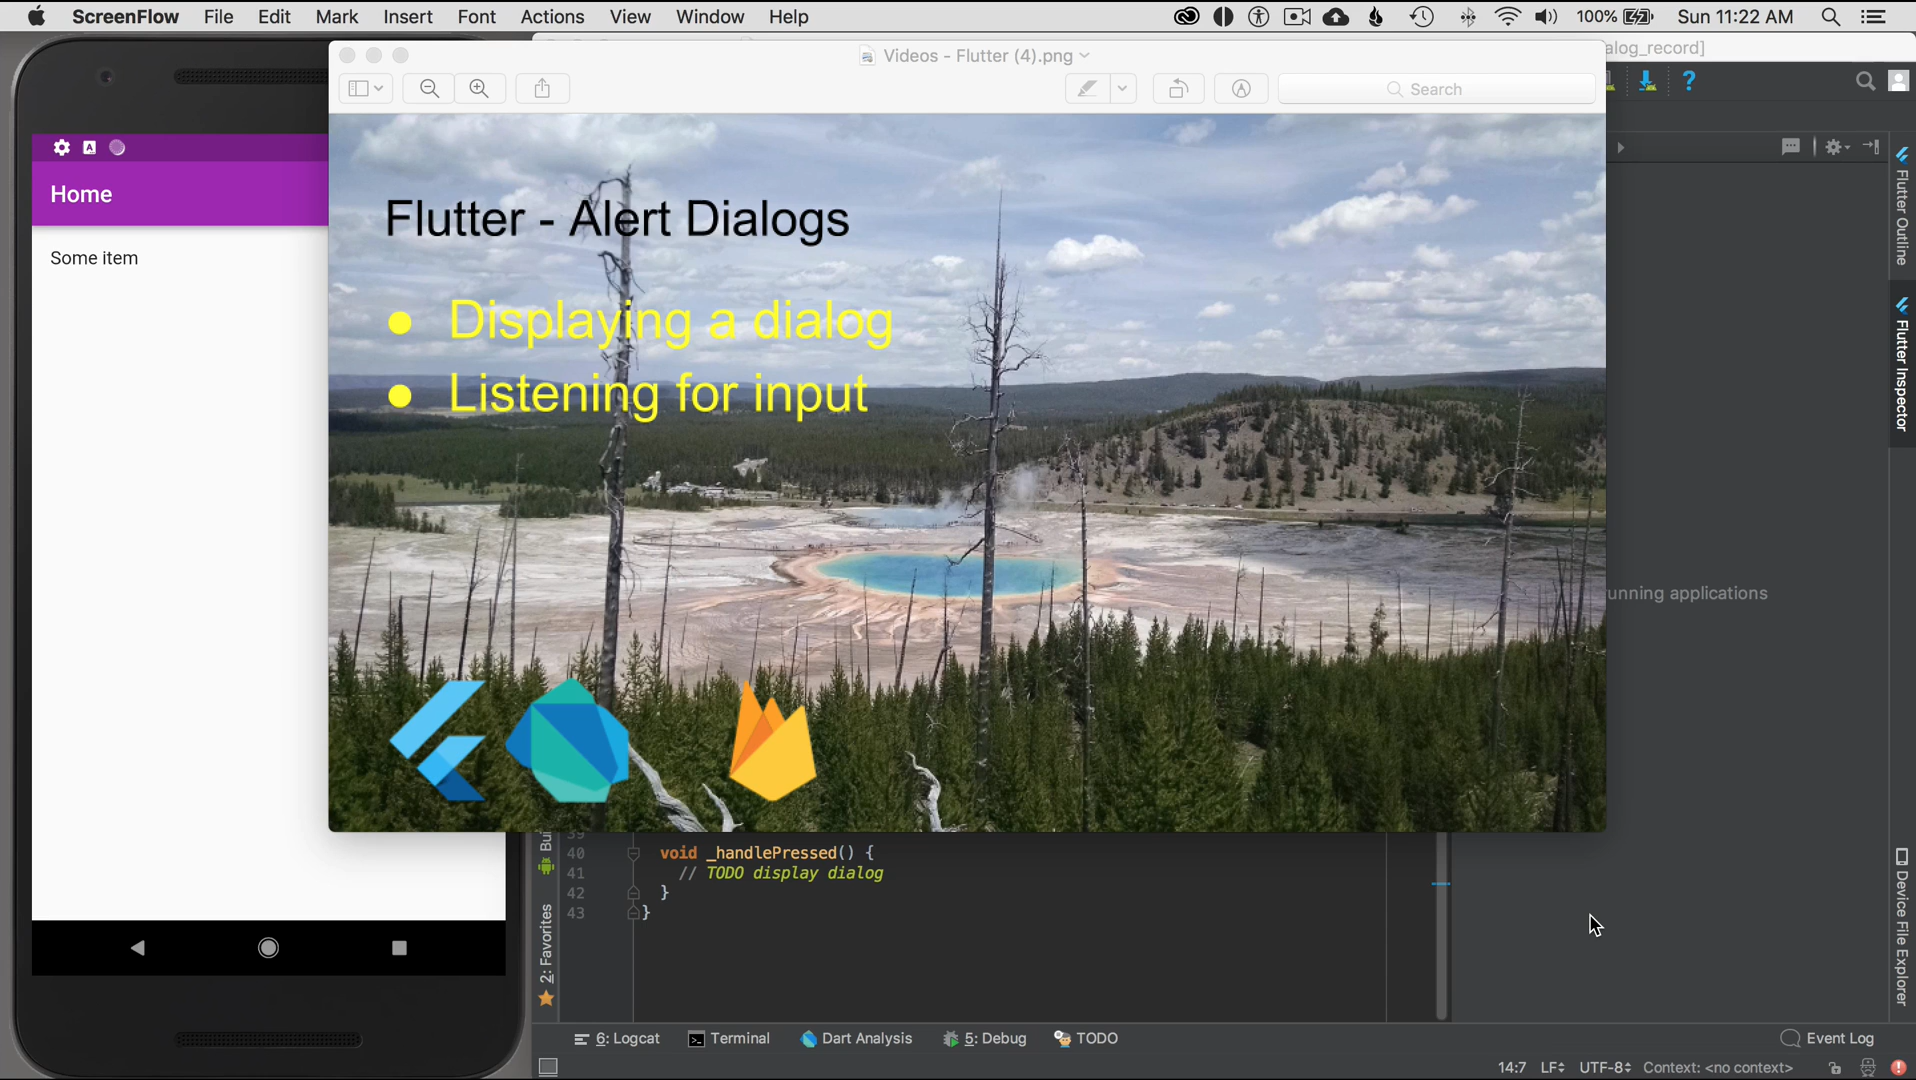 ScreenFlow File Edit Mark Insert Font Actions View Window Help 100% Sun 11:22 AM
Videos - Flutter (4).png
alog_record]
Search
Home
Some item
Flutter - Alert Dialogs
● Displaying a dialog
● Listening for input
Flutter Outline
Flutter Inspector
unning applications
Device File Explorer
Bui
2: Favorites
39
40 void _handlePressed() {
41 // TODO display dialog
42 }
43 }
6: Logcat Terminal Dart Analysis 5: Debug TODO Event Log
14:7 LF UTF-8 Context: <no context>